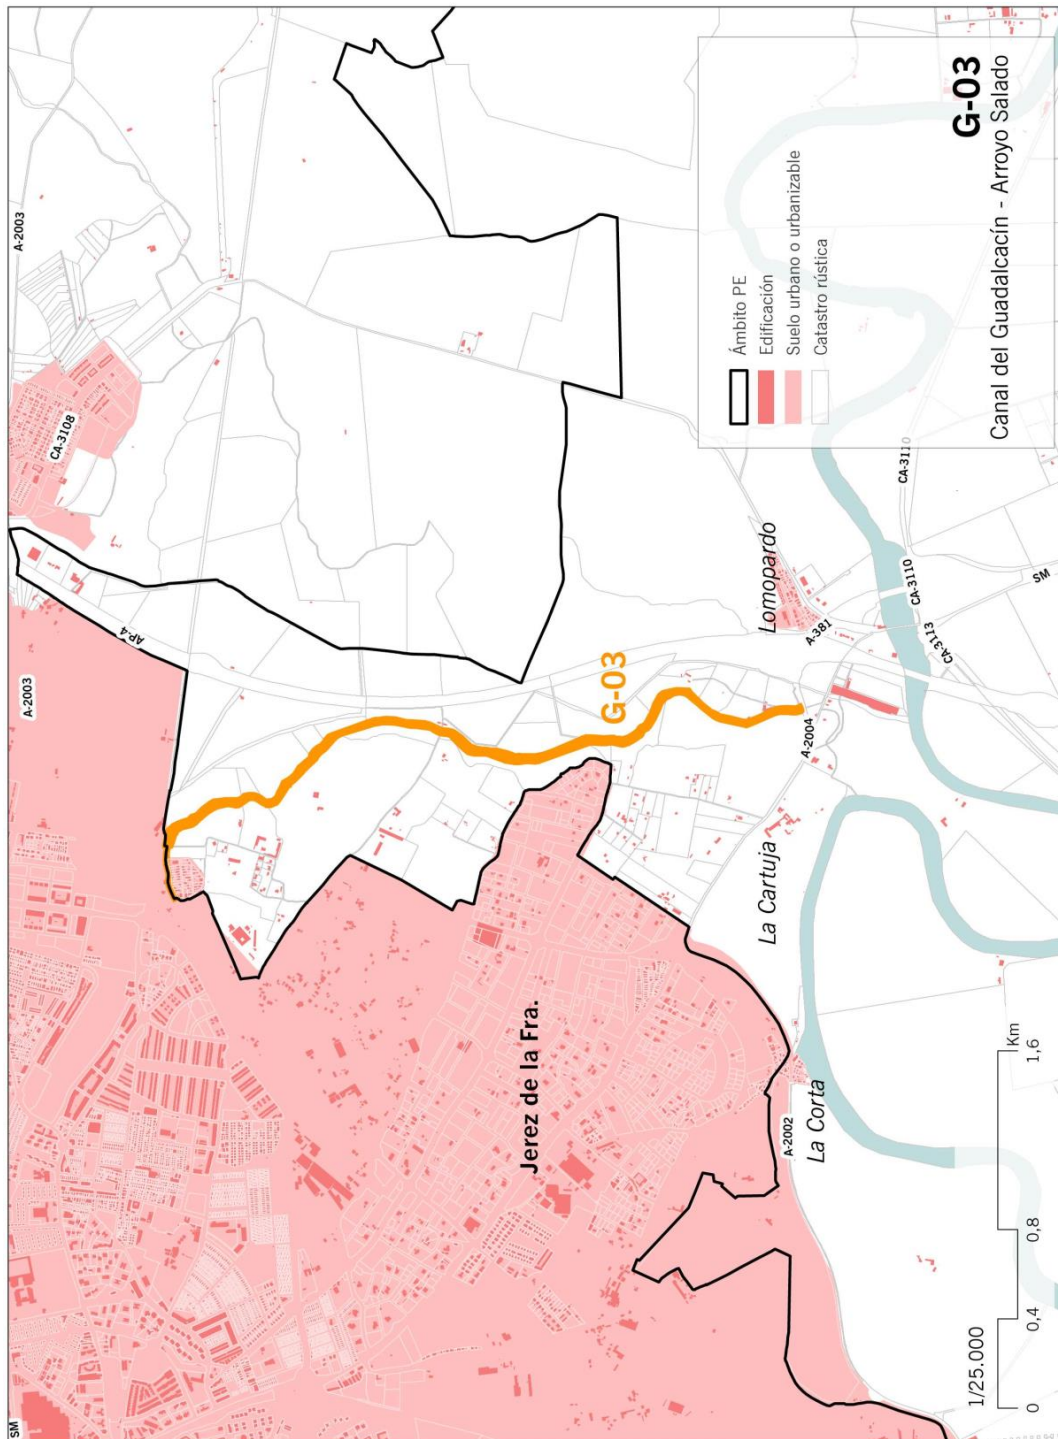 SM
A-2003
AP-4
CA-3108
A-2003
Jerez de la Fra.
G-03
La Corta
A-2002
La Cartuja
A-2004
Lomopardo
A-381
CA-3113
CA-3110
SM
CA-3110
1/25.000
0
0,4
0,8
1,6
Km
Ámbito PE
Edificación
Suelo urbano o urbanizable
Catastro rústica
G-03
Canal del Guadalcacín - Arroyo Salado